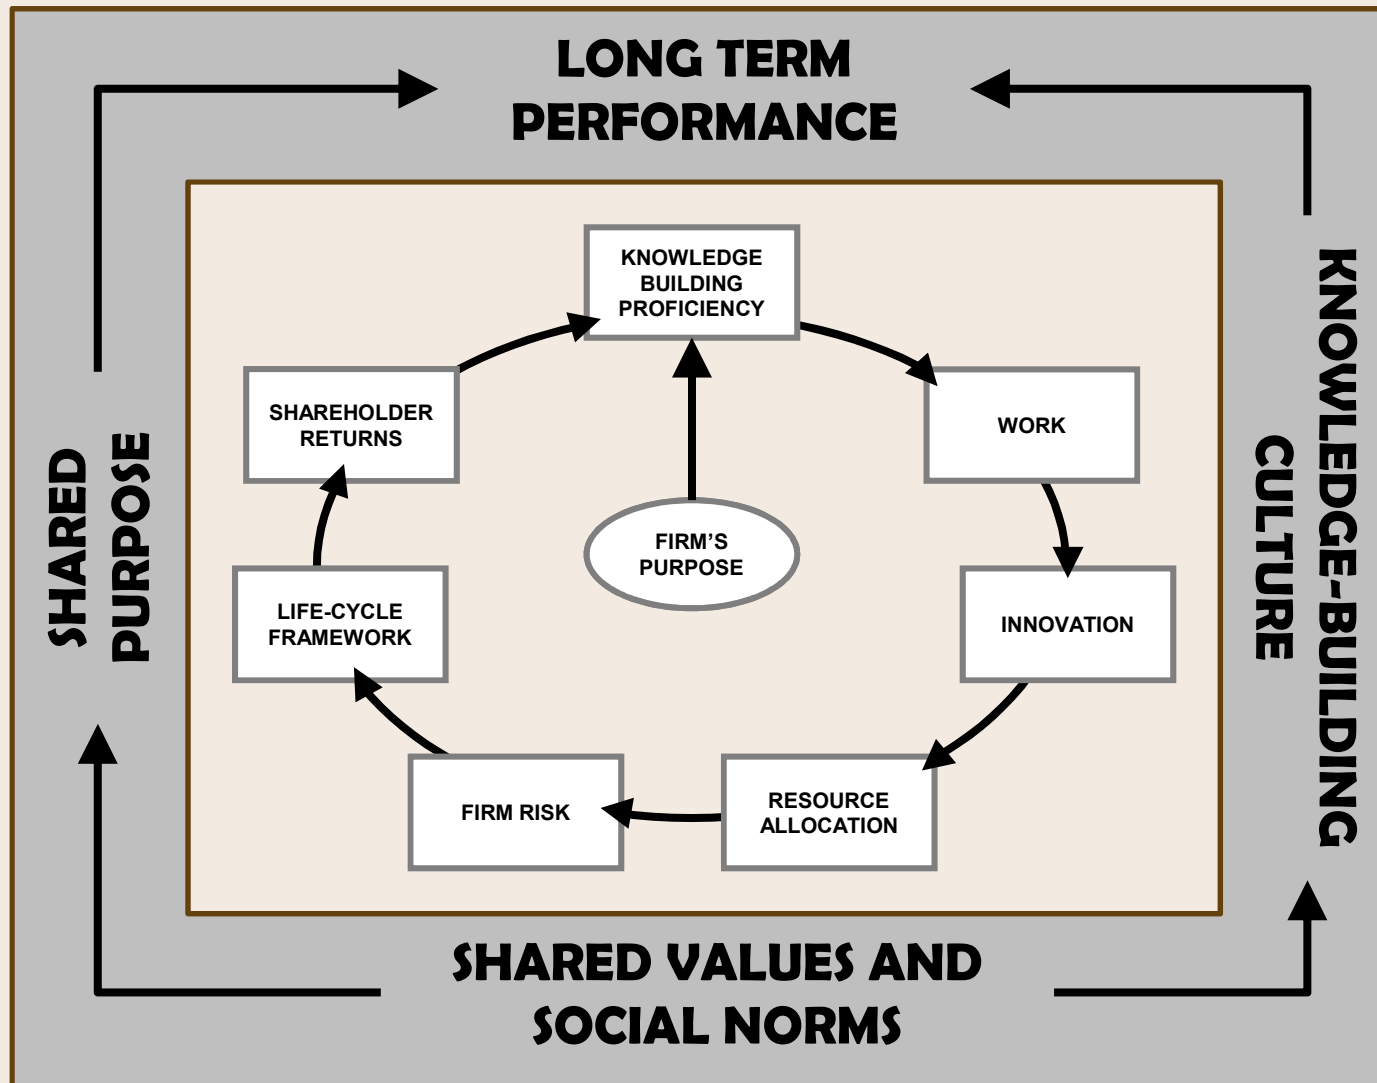 LONG TERM
PERFORMANCE
KNOWLEDGE
BUILDING
PROFICIENCY
SHAREHOLDER
RETURNS
WORK
FIRM'S
PURPOSE
LIFE-CYCLE
FRAMEWORK
INNOVATION
FIRM RISK
RESOURCE
ALLOCATION
SHARED
PURPOSE
KNOWLEDGE-BUILDING
CULTURE
SHARED VALUES AND
SOCIAL NORMS